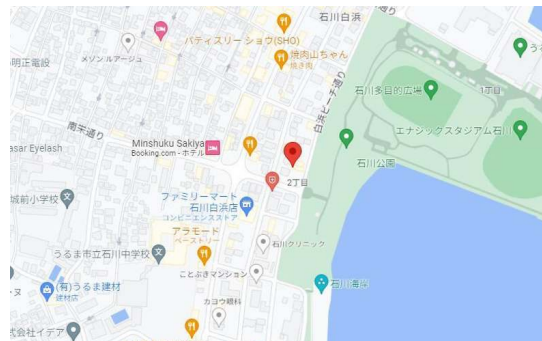 石川白浜
パティスリー ショウ(SHO)
メゾン ルアージュ
焼肉山ちゃん
焼き肉
明正電設
白浜ビーチ通り
石川多目的広場
1丁目
エナジックスタジアム石川
南栄通り
Minshuku Sakiya
Booking.com - ホテル
asar Eyelash
石川公園
2丁目
城前小学校
ファミリーマート
石川白浜店
コンビニエンスストア
アラモード
ペーストリー
うるま市立石川中学校
石川クリニック
ことぶきマンション
(有)うるま建材
建材店
カヨウ眼科
石川海岸
式会社イデア